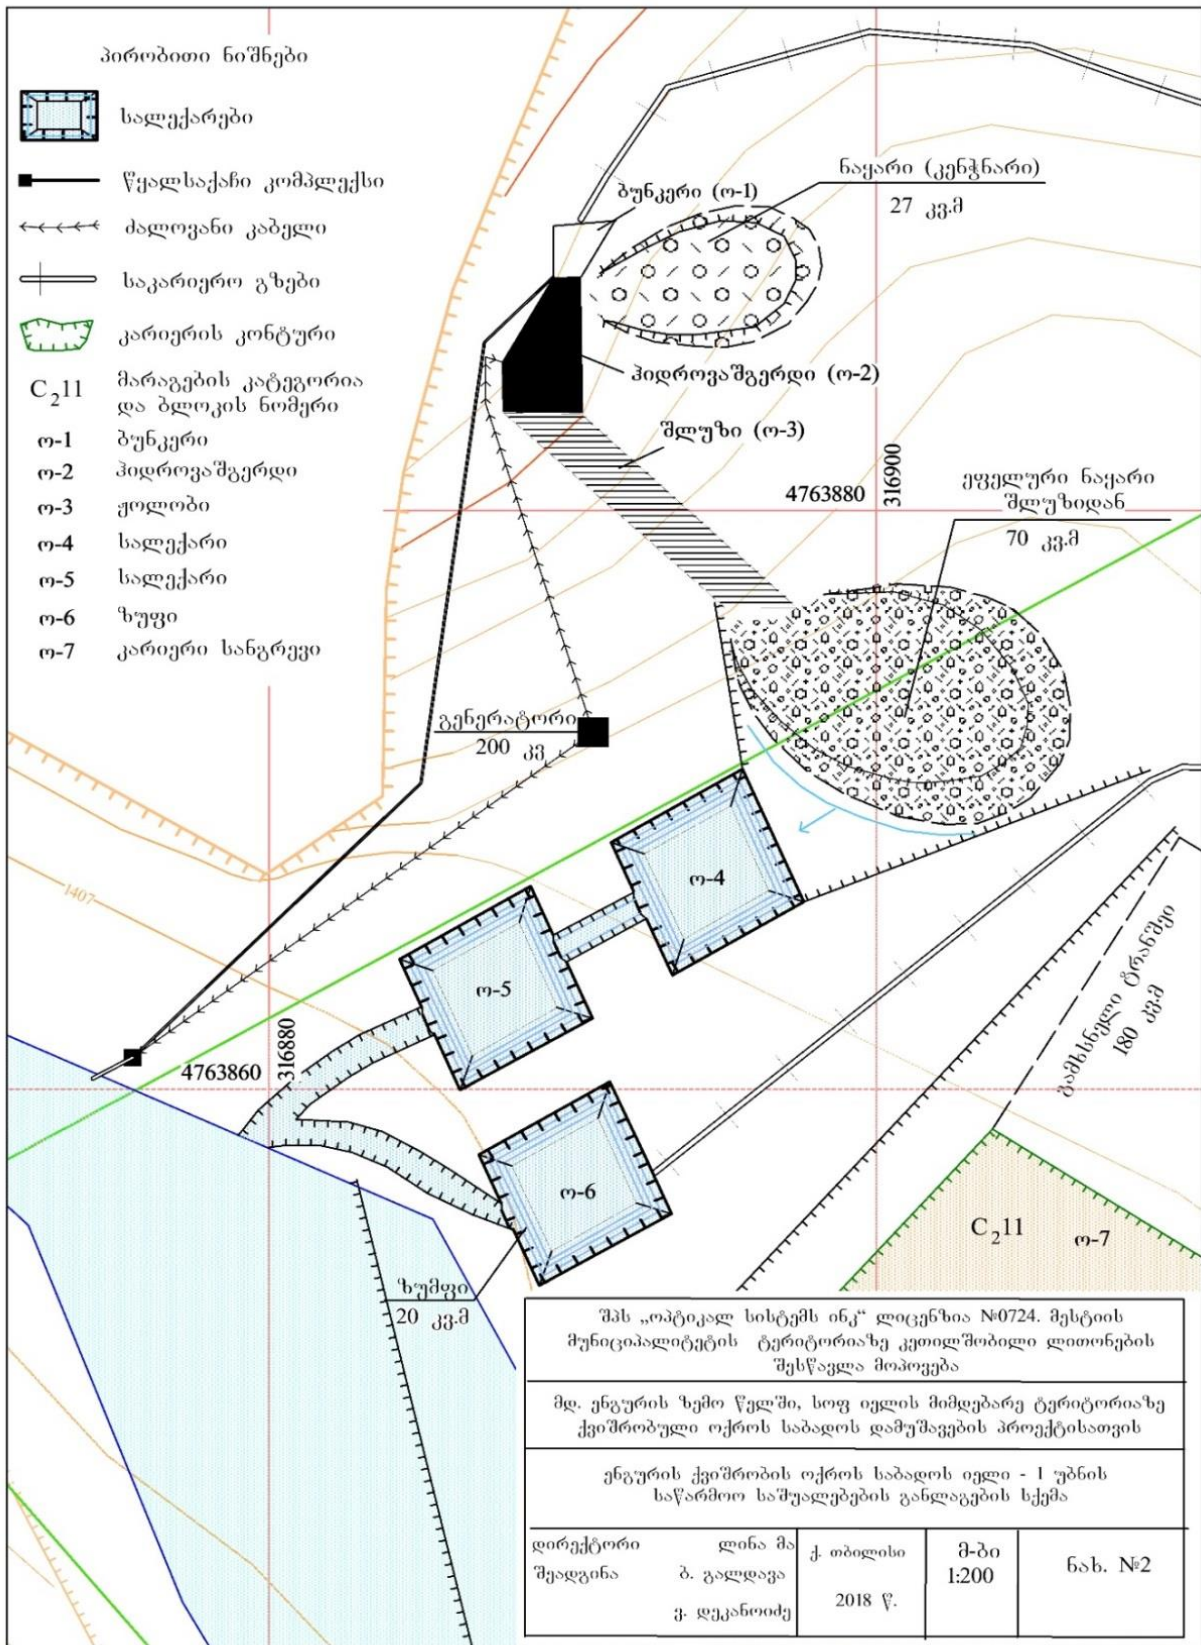 პირობითი ნიშნები
სალექარები
წყალსაქაჩი კომპლექსი
ძალოვანი კაბელი
საკარიერო გზები
კარიერის კონტური
C₂11 მარაგების კატეგორია
და ბლოკის ნომერი
ო-1 ბუნკერი
ო-2 ჰიდროვაშგერდი
ო-3 ჟოლობი
ო-4 სალექარი
ო-5 სალექარი
ო-6 ზუფი
ო-7 კარიერი სანგრევი
ბუნკერი (ო-1)
ნაყარი (კენჭნარი)
27 კვ.მ
ჰიდროვაშგერდი (ო-2)
შლუზი (ო-3)
4763880
316900
ეფელური ნაყარი
შლუზიდან
70 კვ.მ
გენერატორი
200 კვ
1407
ო-4
ო-5
4763860
316880
ო-6
ზუმფი
20 კვ.მ
გამხსნელი ტრანშეი
180 კვ.მ
C₂11
ო-7
შპს „ოპტიკალ სისტემს ინკ“ ლიცენზია №0724. მესტიის
მუნიციპალიტეტის ტერიტორიაზე კეთილშობილი ლითონების
შესწავლა მოპოვება
მდ. ენგურის ზემო წელში, სოფ იელის მიმდებარე ტერიტორიაზე
ქვიშრობული ოქროს საბადოს დამუშავების პროექტისათვის
ენგურის ქვიშრობის ოქროს საბადოს იელი - 1 უბნის
საწარმოო საშუალებების განლაგების სქემა
დირექტორი ლინა მა
შეადგინა ბ. გალდავა
ვ. დეკანოიძე
ქ. თბილისი
2018 წ.
მ-ბი
1:200
ნახ. №2